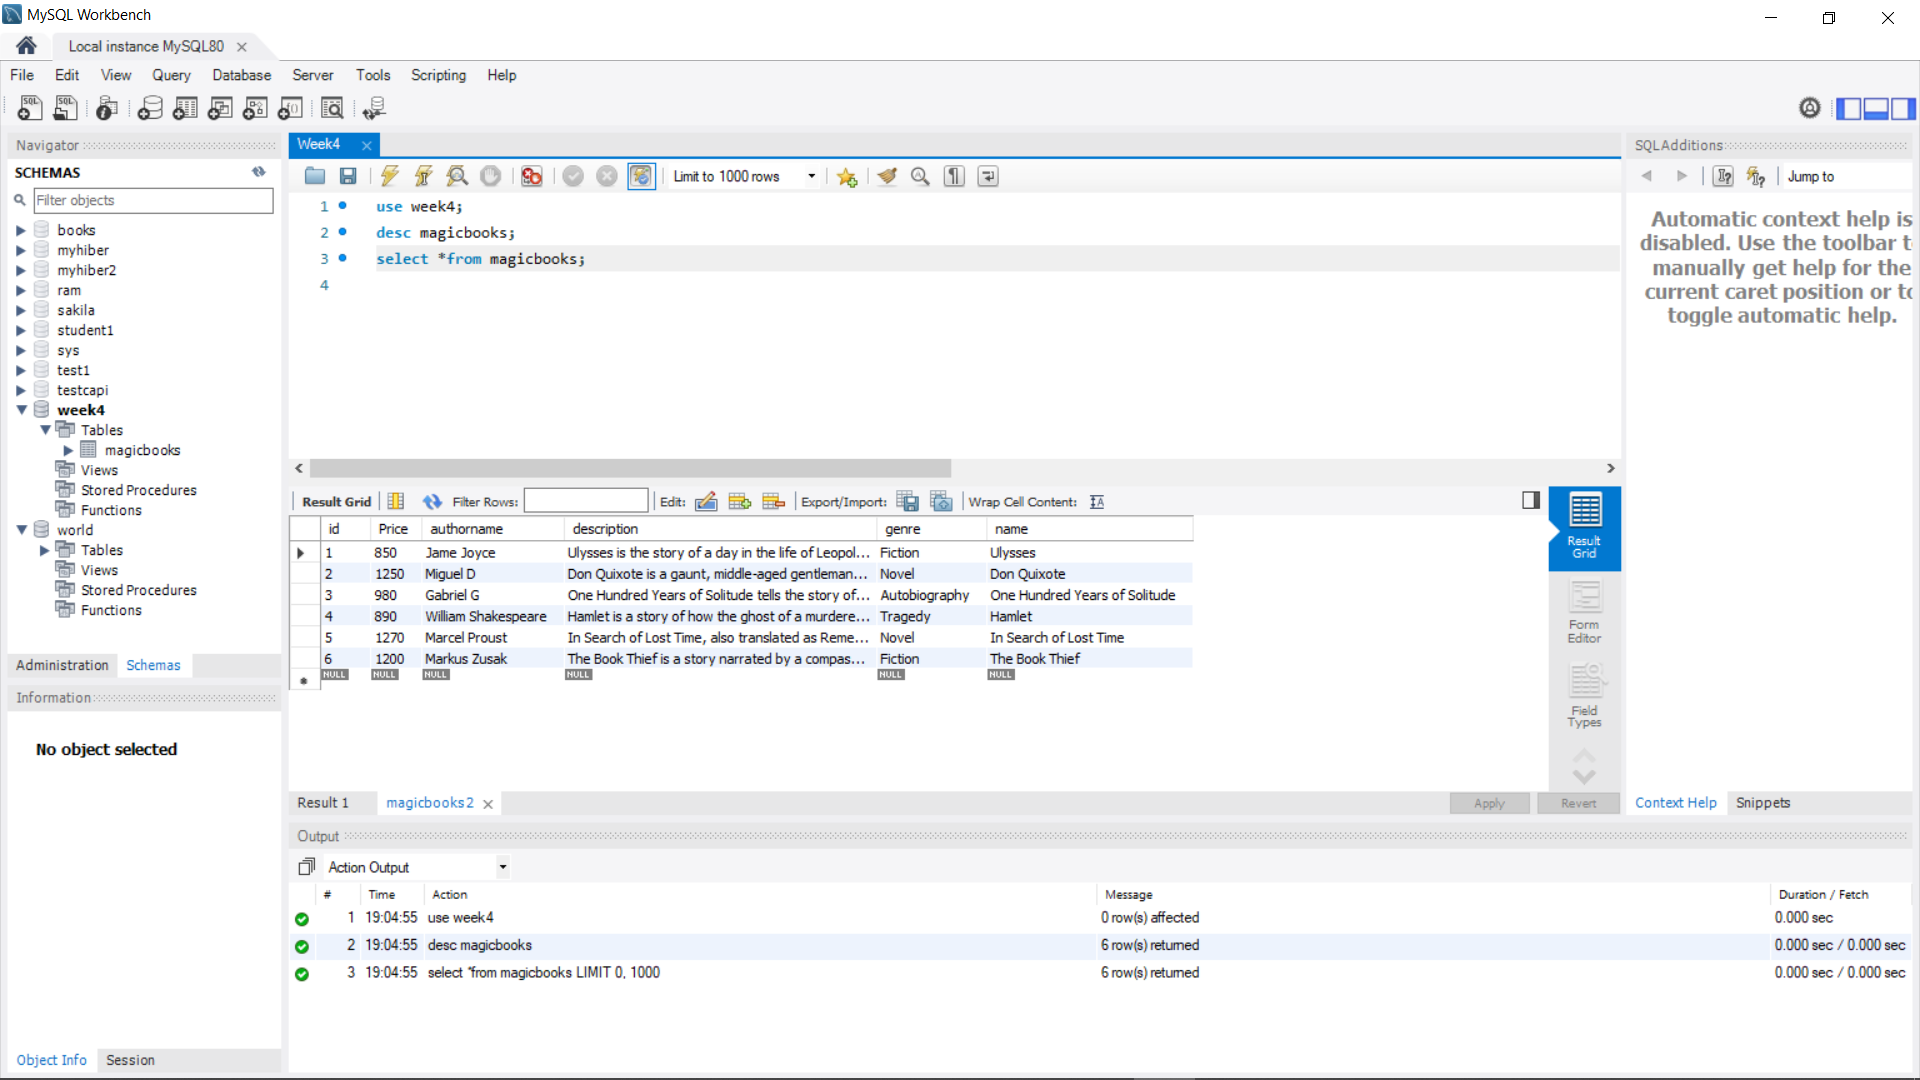 MySQL Workbench
Local instance MySQL80
File Edit View Query Database Server Tools Scripting Help
Navigator
SCHEMAS
Filter objects
books
myhiber
myhiber2
ram
sakila
student1
sys
test1
testcapi
week4
Tables
magicbooks
Views
Stored Procedures
Functions
world
Tables
Views
Stored Procedures
Functions
Administration Schemas
Information
No object selected
Object Info Session
Week4
Limit to 1000 rows
1 use week4;
2 desc magicbooks;
3 select *from magicbooks;
4
Result Grid Filter Rows: Edit: Export/Import: Wrap Cell Content:
id Price authorname description genre name
1 850 Jame Joyce Ulysses is the story of a day in the life of Leopol... Fiction Ulysses
2 1250 Miguel D Don Quixote is a gaunt, middle-aged gentleman... Novel Don Quixote
3 980 Gabriel G One Hundred Years of Solitude tells the story of... Autobiography One Hundred Years of Solitude
4 890 William Shakespeare Hamlet is a story of how the ghost of a murdere... Tragedy Hamlet
5 1270 Marcel Proust In Search of Lost Time, also translated as Reme... Novel In Search of Lost Time
6 1200 Markus Zusak The Book Thief is a story narrated by a compas... Fiction The Book Thief
NULL NULL NULL NULL NULL NULL
Result
Grid
Form
Editor
Field
Types
Result 1 magicbooks 2 Apply Revert
SQLAdditions
Jump to
Automatic context help is
disabled. Use the toolbar t
manually get help for the
current caret position or to
toggle automatic help.
Context Help Snippets
Output
Action Output
# Time Action Message Duration / Fetch
1 19:04:55 use week4 0 row(s) affected 0.000 sec
2 19:04:55 desc magicbooks 6 row(s) returned 0.000 sec / 0.000 sec
3 19:04:55 select *from magicbooks LIMIT 0, 1000 6 row(s) returned 0.000 sec / 0.000 sec